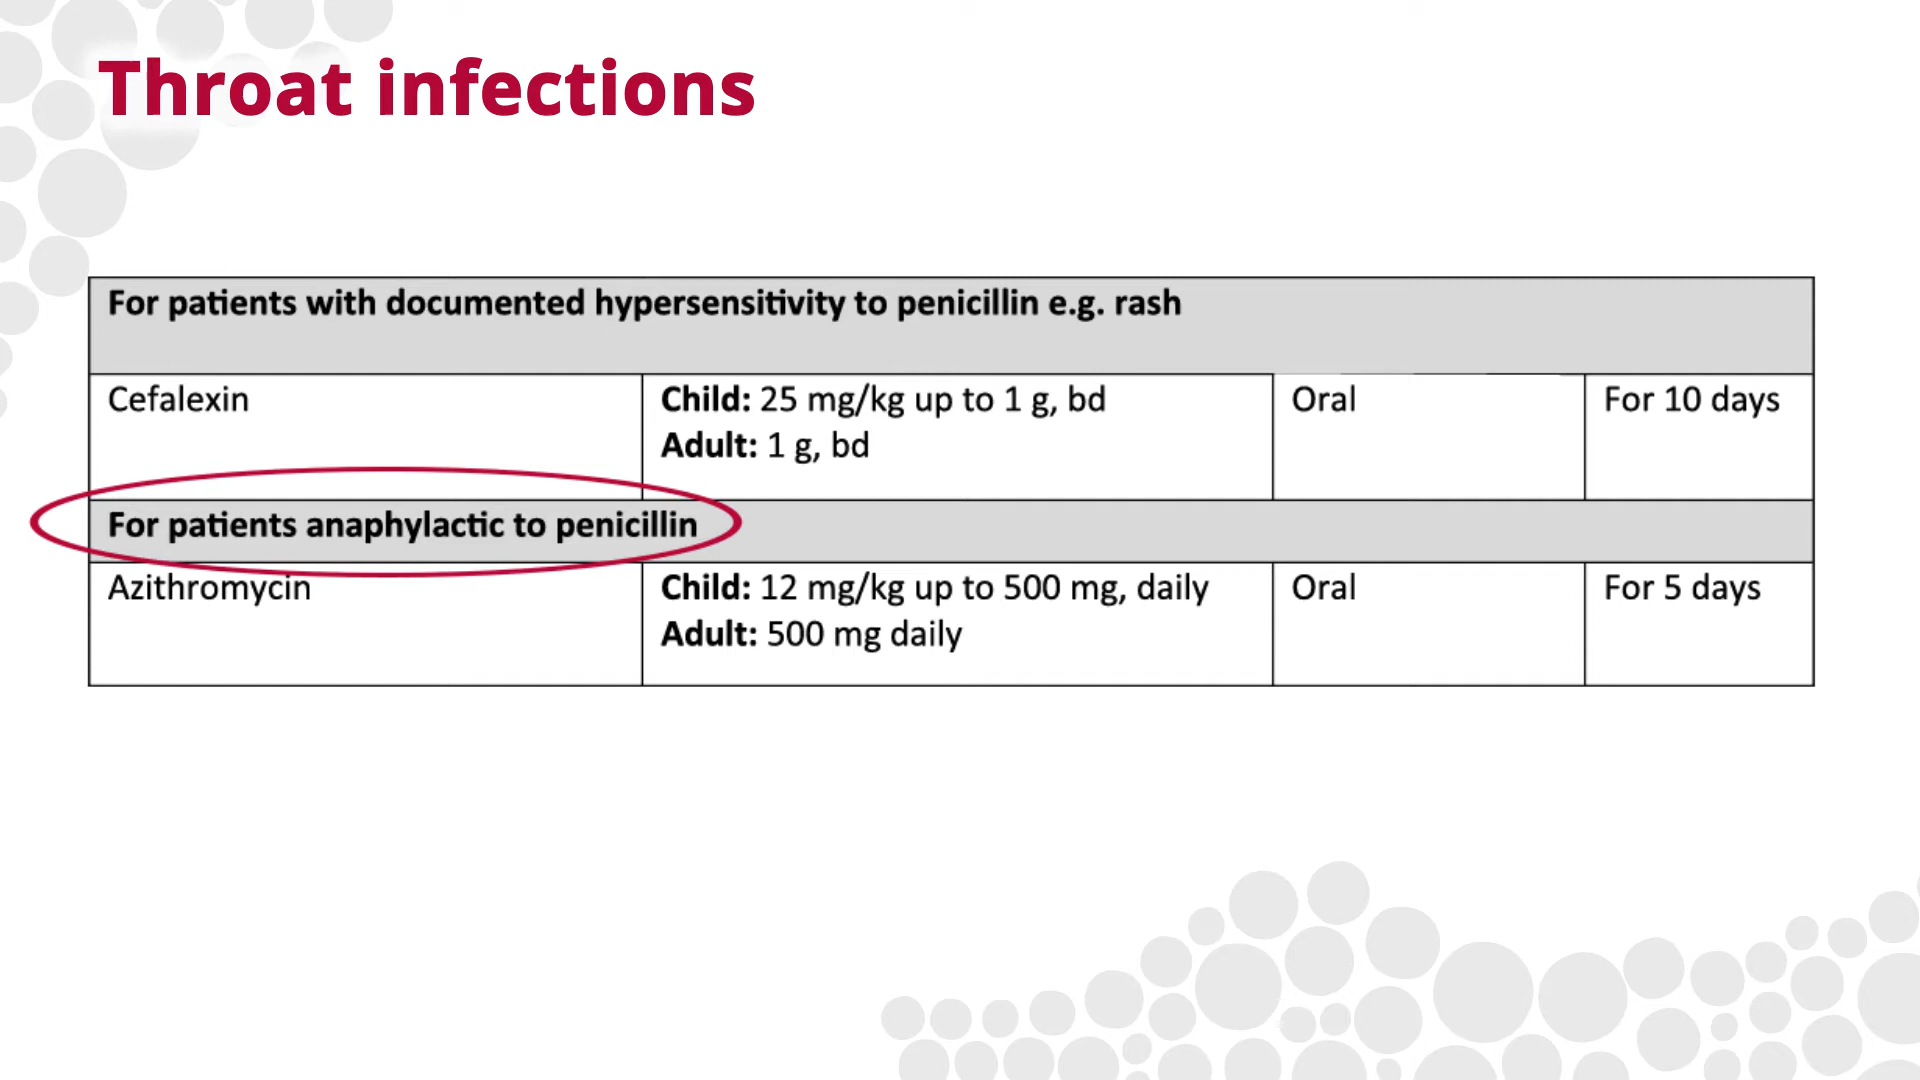 Throat infections
For patients with documented hypersensitivity to penicillin e.g. rash
Cefalexin
Child: 25 mg/kg up to 1 g, bd
Adult: 1 g, bd
Oral
For 10 days
For patients anaphylactic to penicillin
Azithromycin
Child: 12 mg/kg up to 500 mg, daily
Adult: 500 mg daily
Oral
For 5 days